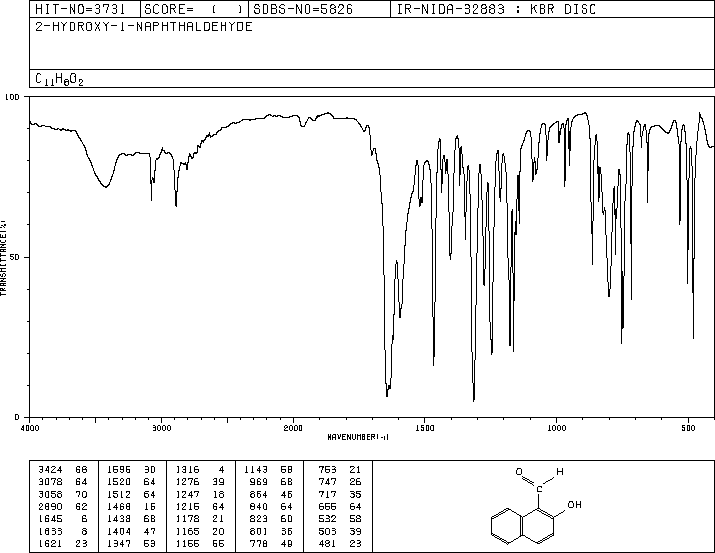 HIT-NO=3731 SCORE= ( ) SDBS-NO=5826 IR-NIDA-32883 : KBR DISC
2-HYDROXY-1-NAPHTHALDEHYDE
C11H8O2
100
50
0
TRANSMITTANCE(%)
4000 3000 2000 1500 1000 500
WAVENUMBER(-1)
3424 68 1596 30 1316 4 1143 68 753 21
3078 64 1520 64 1276 39 969 68 747 26
3058 70 1512 64 1247 18 864 46 717 35
2890 62 1468 15 1215 64 840 64 655 64
1645 6 1438 68 1178 21 823 60 532 58
1633 8 1404 47 1165 20 801 36 503 39
1621 23 1347 53 1155 55 778 49 481 23
O H
C
OH